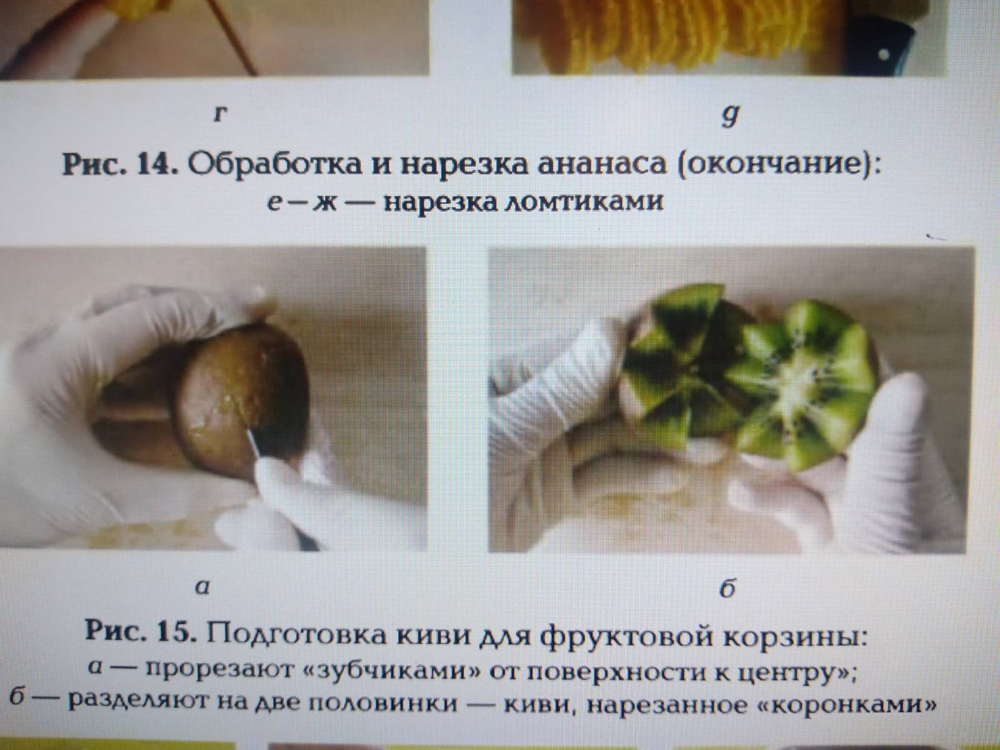 г д
Рис. 14. Обработка и нарезка ананаса (окончание):
е — ж — нарезка ломтиками
а б
Рис. 15. Подготовка киви для фруктовой корзины:
а — прорезают «зубчиками» от поверхности к центру»;
б — разделяют на две половинки — киви, нарезанное «коронками»